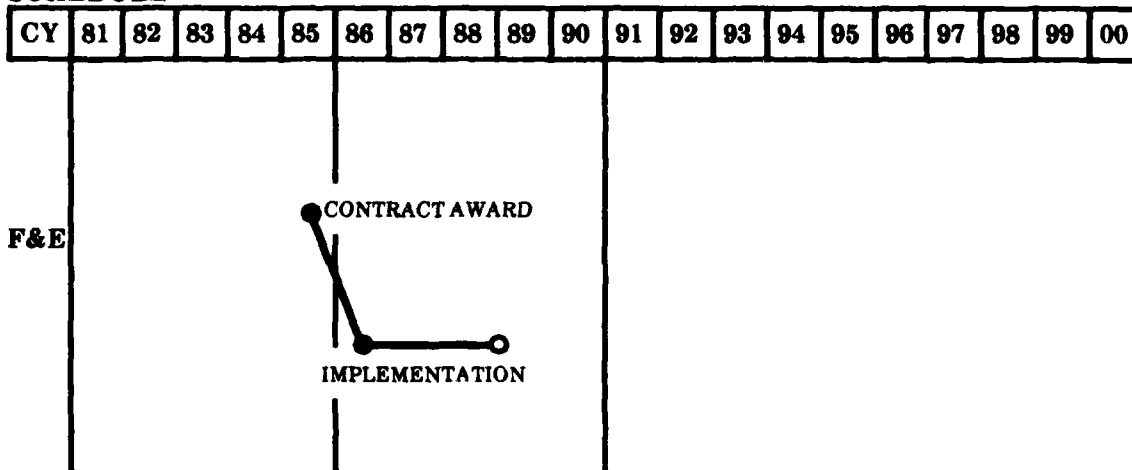 CY 81 82 83 84 85 86 87 88 89 90 91 92 93 94 95 96 97 98 99 00
CONTRACT AWARD
F&E
IMPLEMENTATION